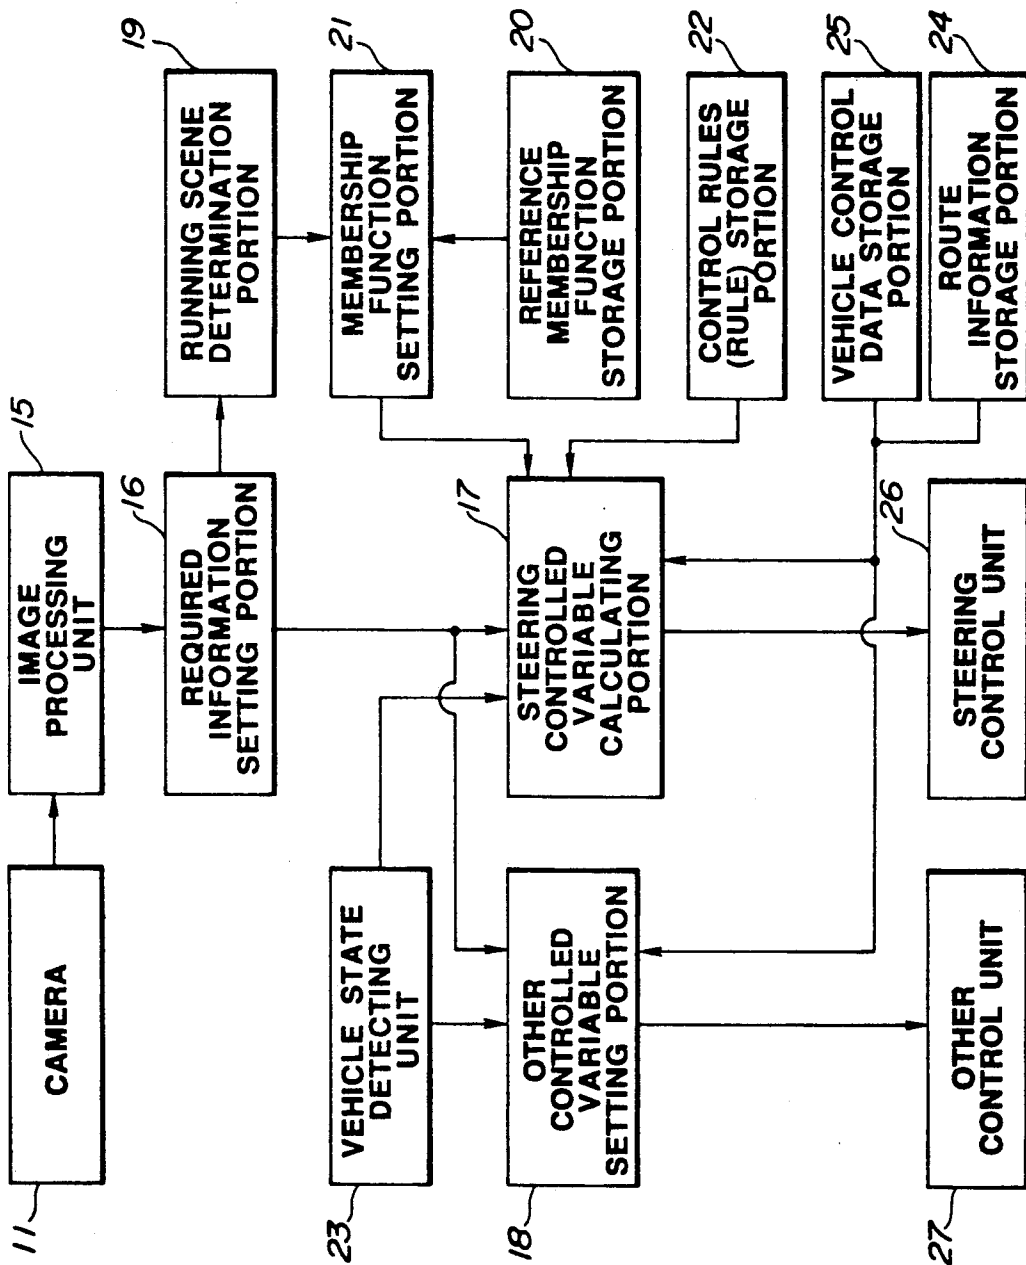 11
CAMERA
15
IMAGE
PROCESSING
UNIT
16
REQUIRED
INFORMATION
SETTING PORTION
19
RUNNING SCENE
DETERMINATION
PORTION
23
VEHICLE STATE
DETECTING
UNIT
21
MEMBERSHIP
FUNCTION
SETTING PORTION
18
OTHER
CONTROLLED
VARIABLE
SETTING PORTION
17
STEERING
CONTROLLED
VARIABLE
CALCULATING
PORTION
20
REFERENCE
MEMBERSHIP
FUNCTION
STORAGE PORTION
22
CONTROL RULES
(RULE) STORAGE
PORTION
25
VEHICLE CONTROL
DATA STORAGE
PORTION
27
OTHER
CONTROL UNIT
26
STEERING
CONTROL UNIT
24
ROUTE
INFORMATION
STORAGE PORTION